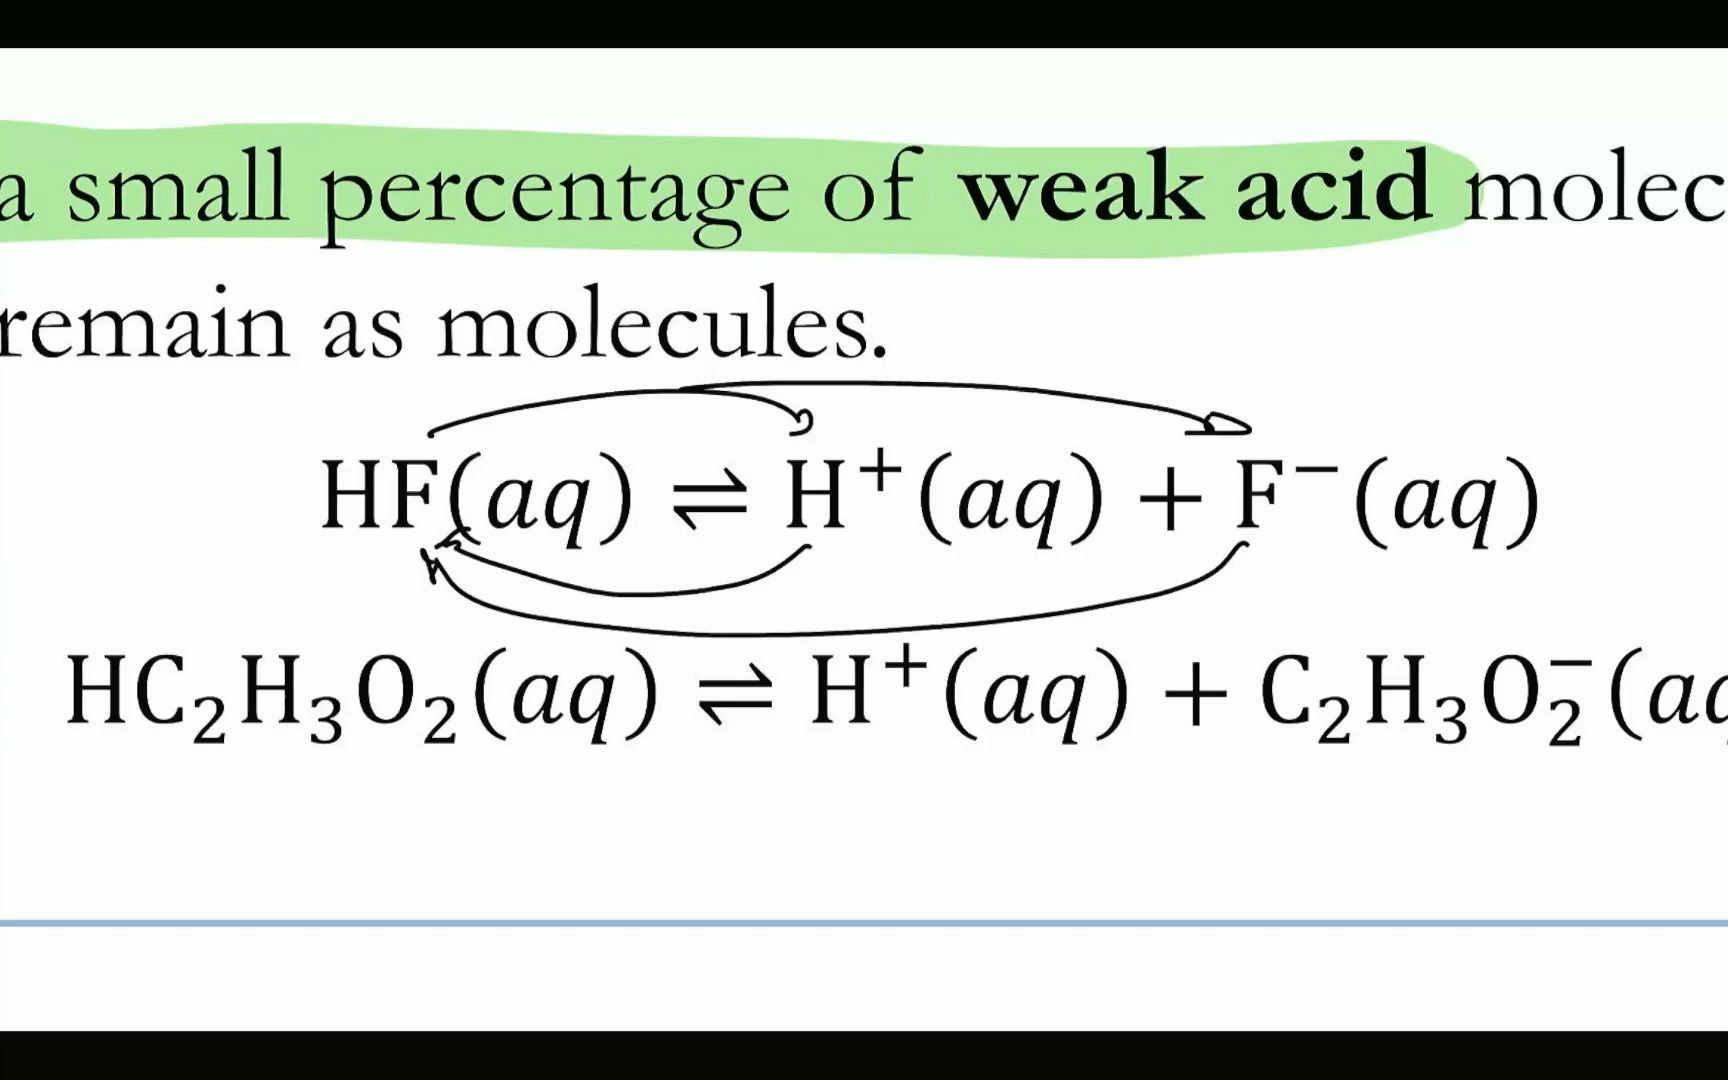 a small percentage of weak acid molec
remain as molecules.
HF(aq) ⇌ H⁺(aq) + F⁻(aq)
HC₂H₃O₂(aq) ⇌ H⁺(aq) + C₂H₃O₂⁻(aq